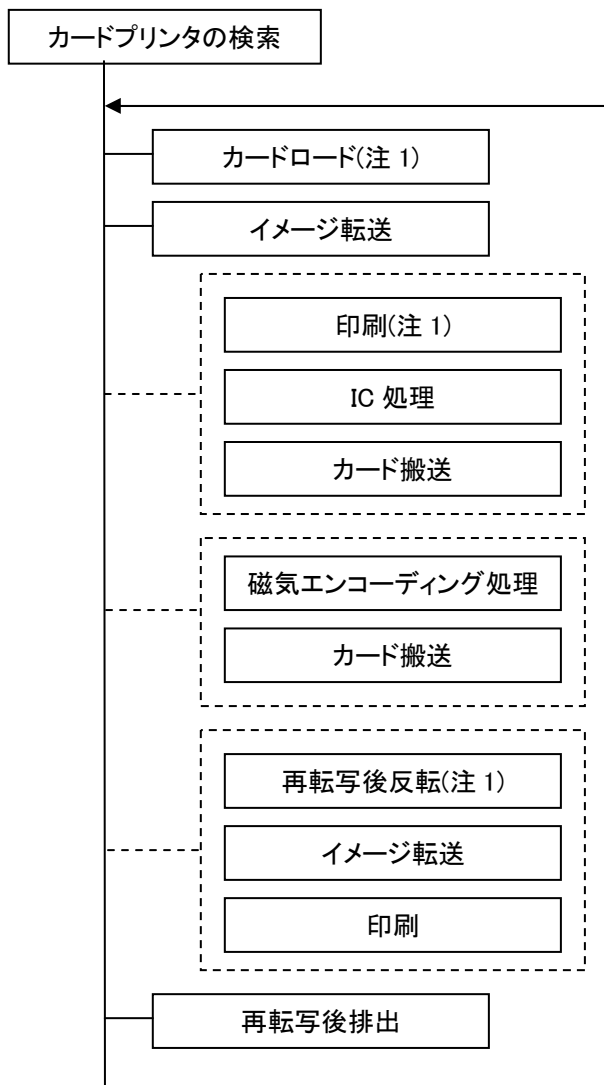 カードプリンタの検索
カードロード(注 1)
イメージ転送
印刷(注 1)
IC 処理
カード搬送
磁気エンコーディング処理
カード搬送
再転写後反転(注 1)
イメージ転送
印刷
再転写後排出